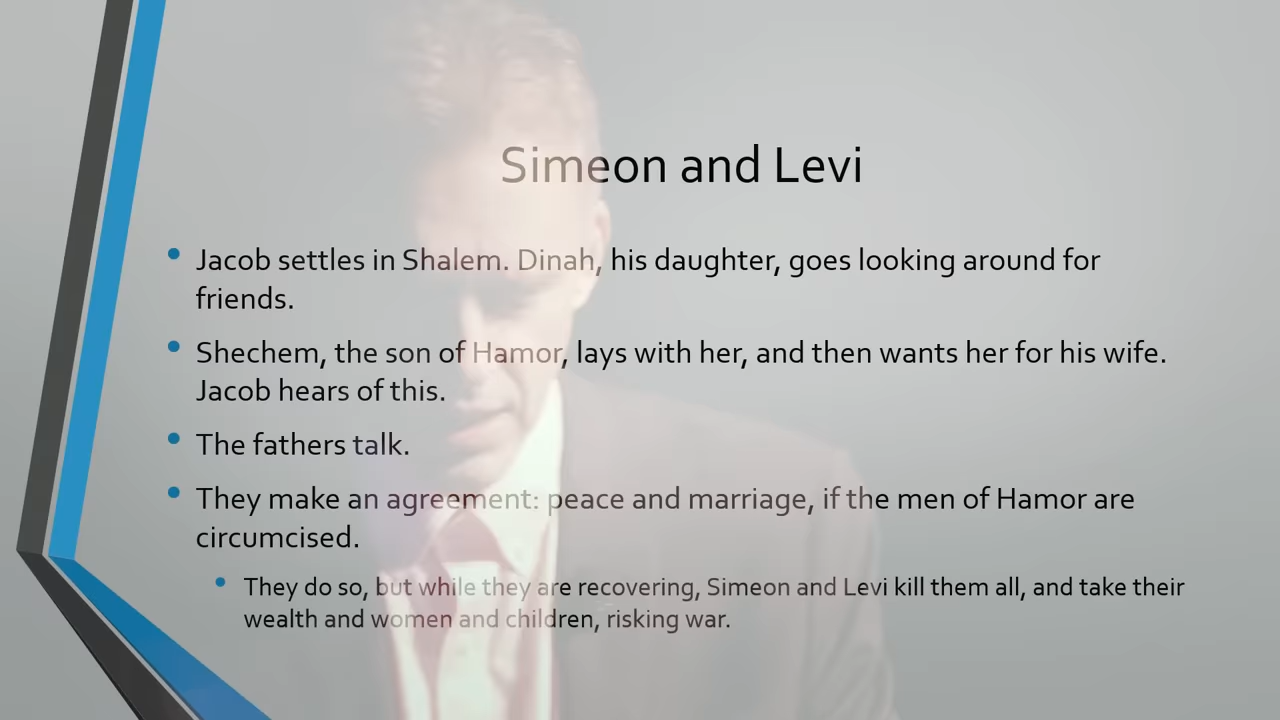 Simeon and Levi
Jacob settles in Shalem. Dinah, his daughter, goes looking around for
friends.
Shechem, the son of Hamor, lays with her, and then wants her for his wife.
Jacob hears of this.
The fathers talk.
They make an agreement: peace and marriage, if the men of Hamor are
circumcised.
They do so, but while they are recovering, Simeon and Levi kill them all, and take their
wealth and women and children, risking war.